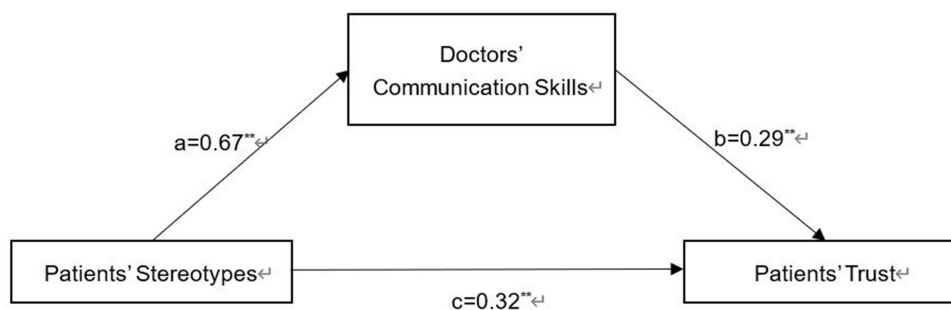 Doctors’
Communication Skills↵
a=0.67**↵
b=0.29**↵
Patients’ Stereotypes↵
Patients’ Trust↵
c=0.32**↵